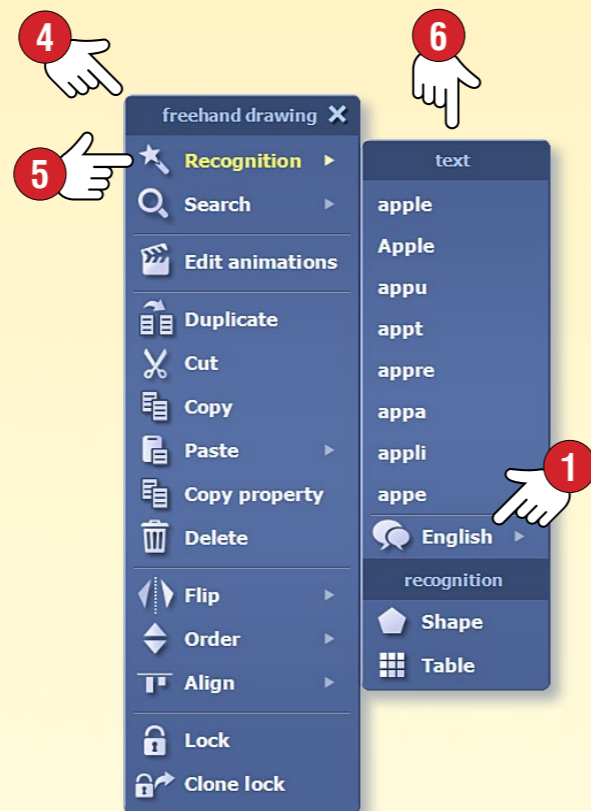 4
6
freehand drawing
5
Recognition
Search
Edit animations
Duplicate
Cut
Copy
Paste
Copy property
Delete
Flip
Order
Align
Lock
Clone lock
text
apple
Apple
appu
appt
appre
appa
appli
appe
1
English
recognition
Shape
Table